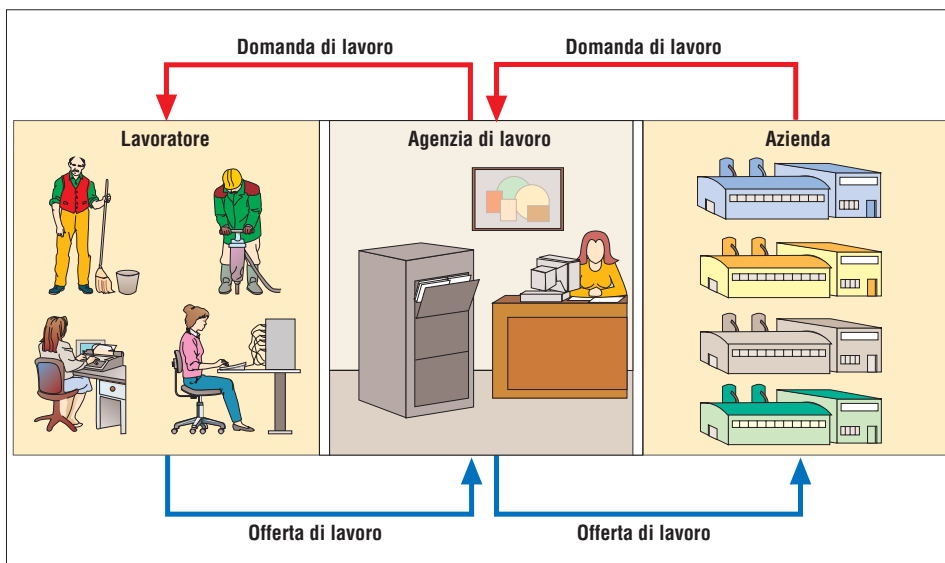 Domanda di lavoro
Domanda di lavoro
Lavoratore
Agenzia di lavoro
Azienda
Offerta di lavoro
Offerta di lavoro